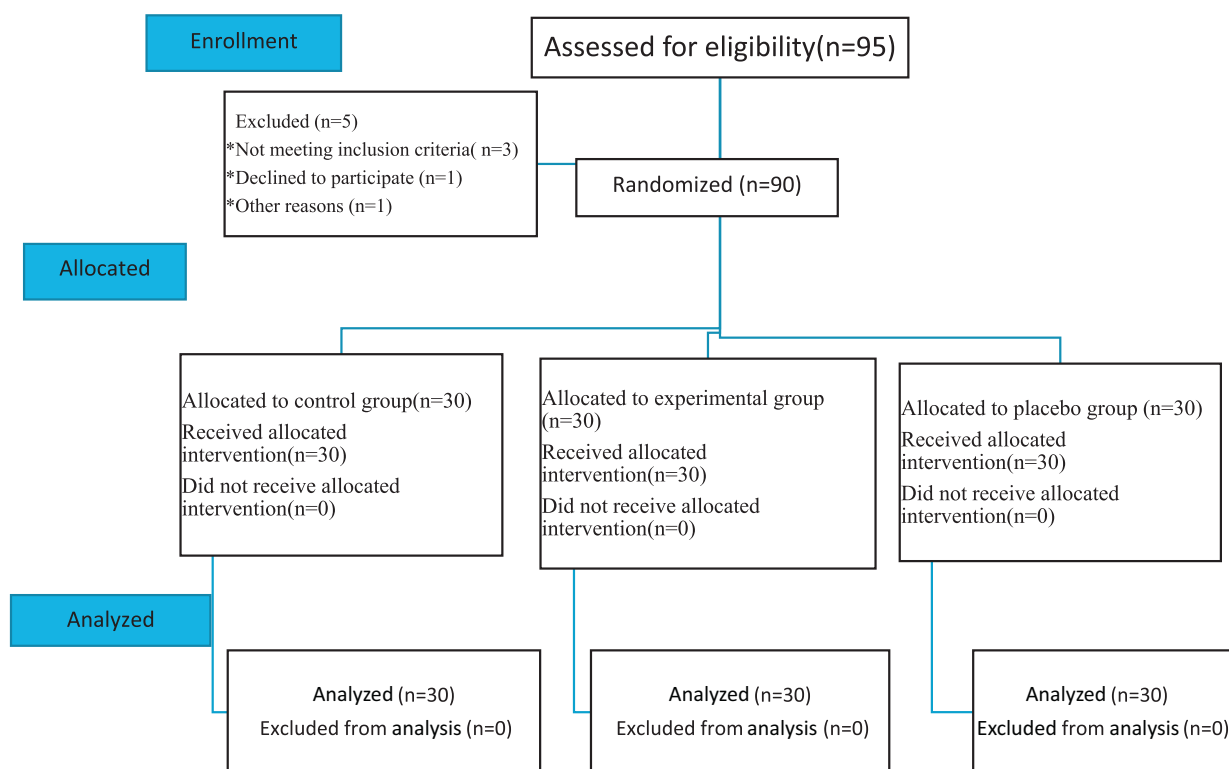 Enrollment
Assessed for eligibility(n=95)
Excluded (n=5)
*Not meeting inclusion criteria( n=3)
*Declined to participate (n=1)
*Other reasons (n=1)
Randomized (n=90)
Allocated
Allocated to control group(n=30)
Received allocated
intervention(n=30)
Did not receive allocated
intervention(n=0)
Allocated to experimental group
(n=30)
Received allocated
intervention(n=30)
Did not receive allocated
intervention(n=0)
Allocated to placebo group (n=30)
Received allocated
intervention(n=30)
Did not receive allocated
intervention(n=0)
Analyzed
Analyzed (n=30)
Excluded from analysis (n=0)
Analyzed (n=30)
Excluded from analysis (n=0)
Analyzed (n=30)
Excluded from analysis (n=0)